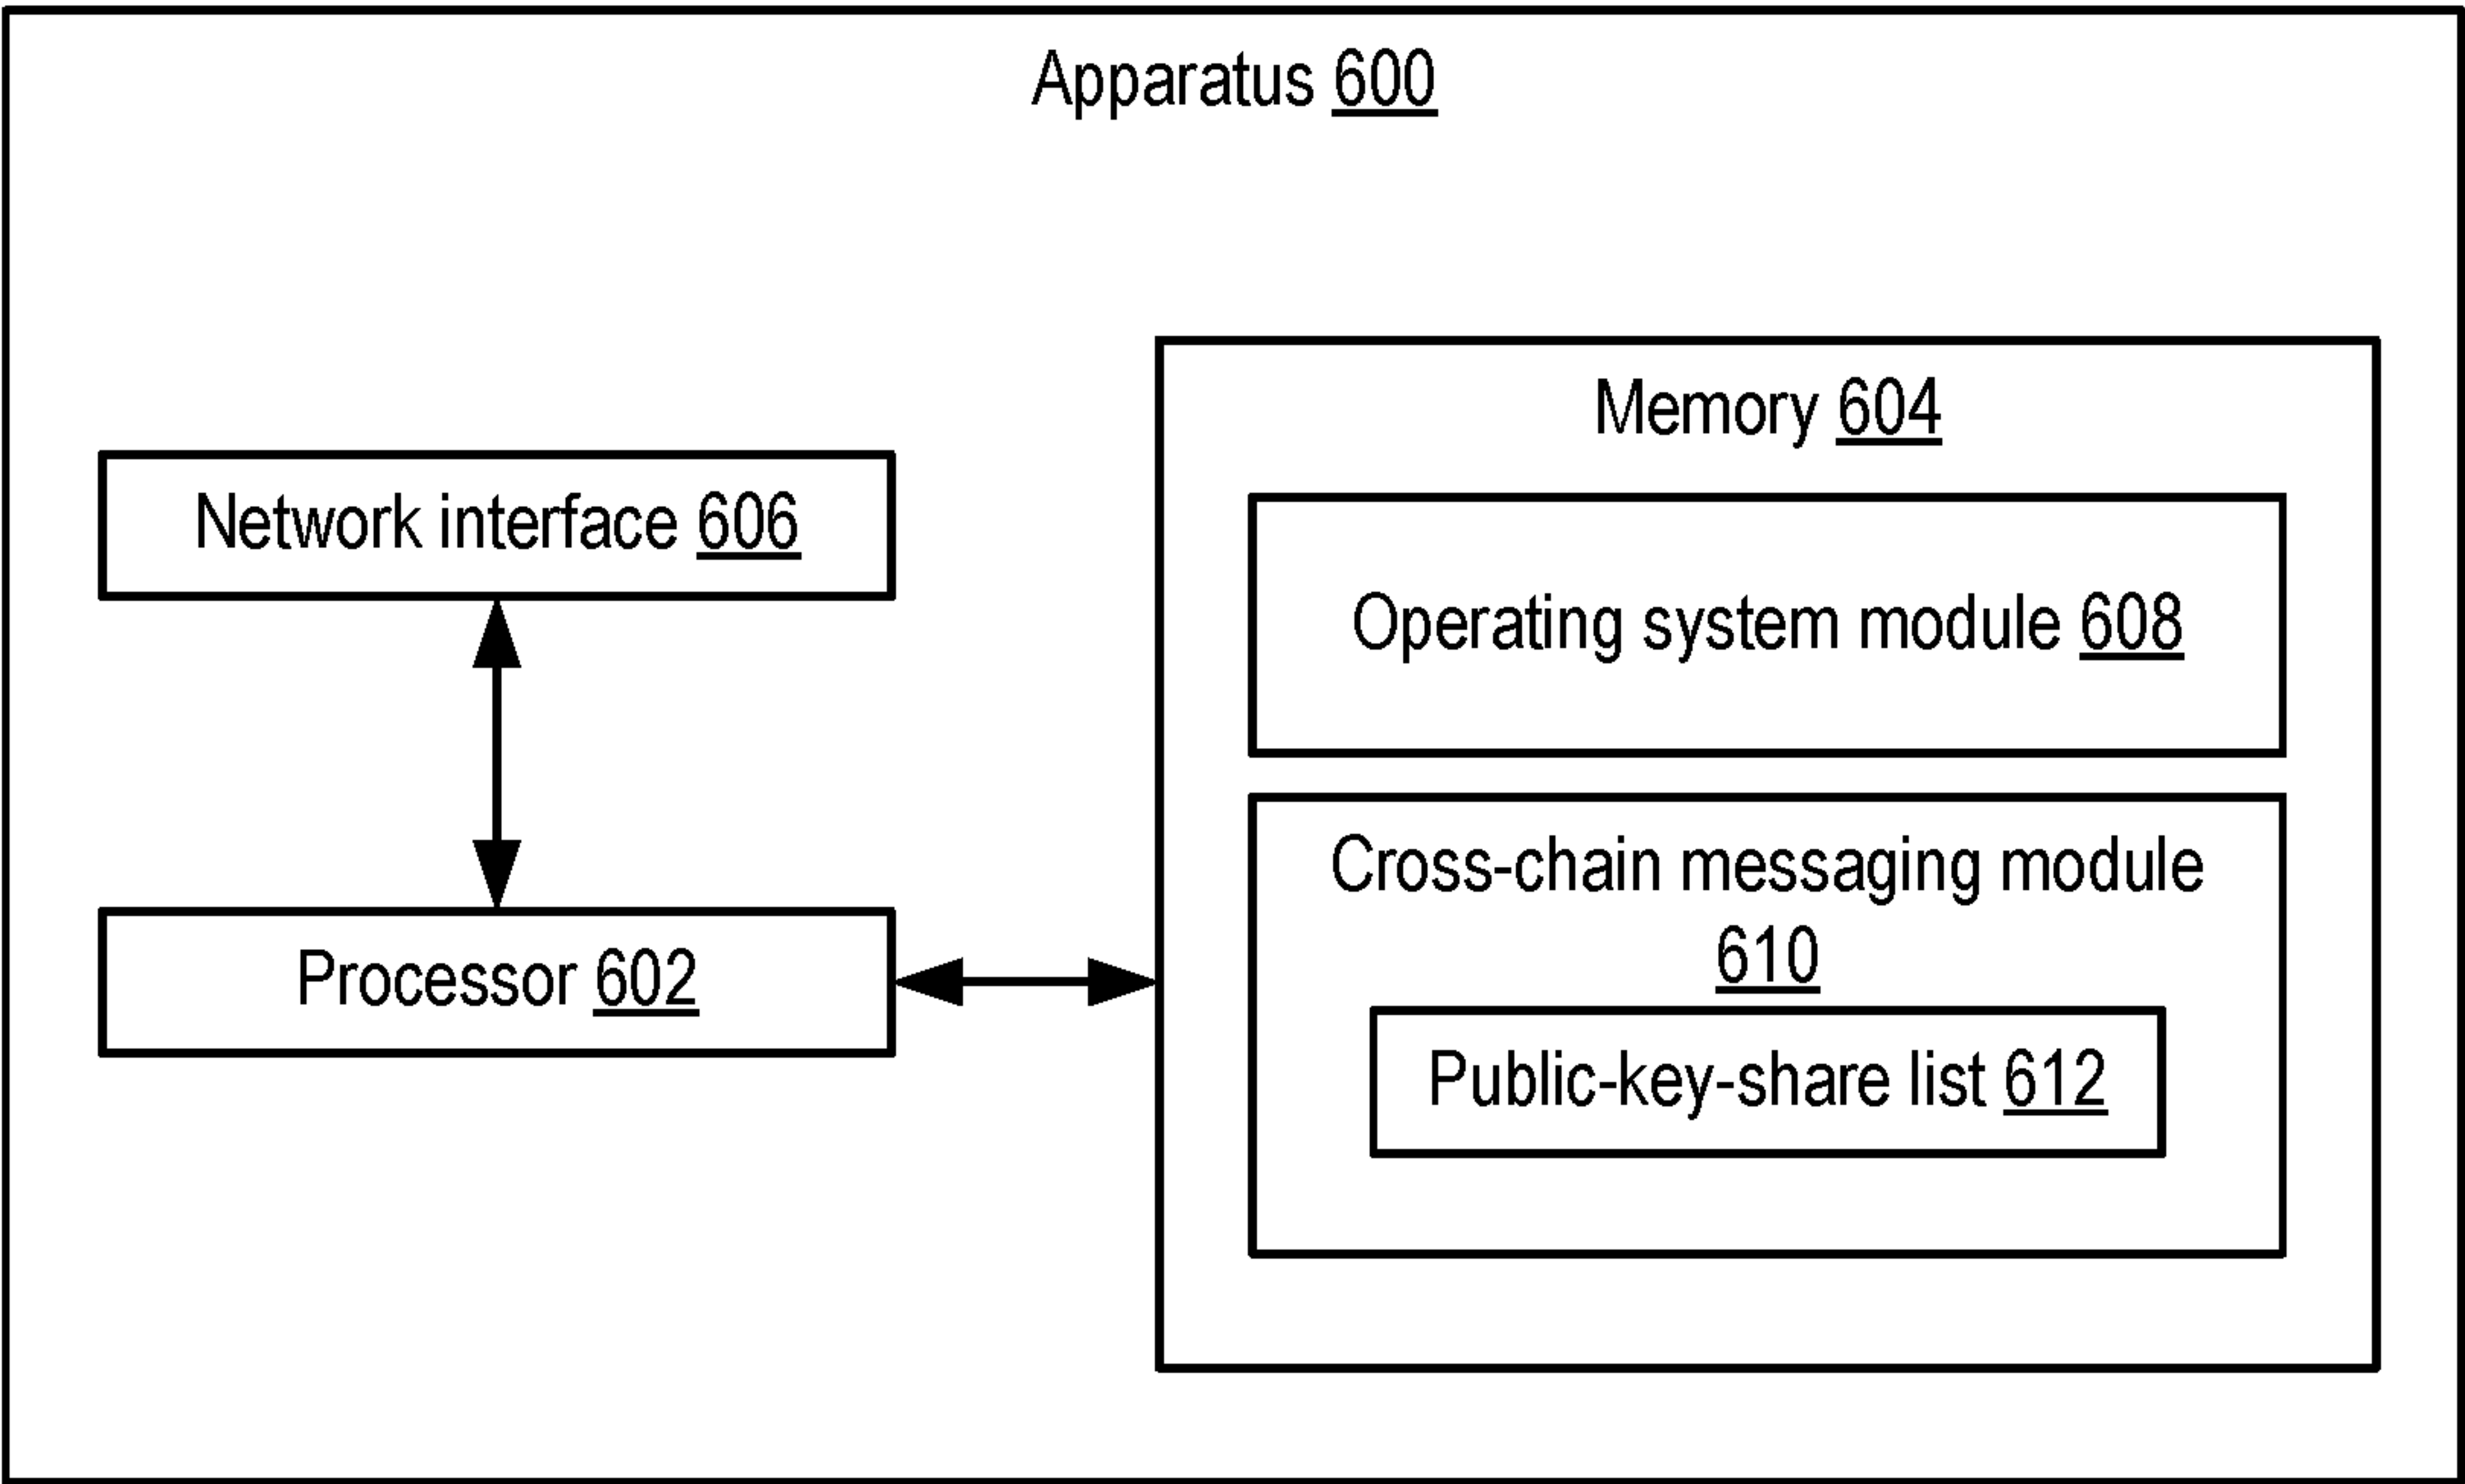 Apparatus 600
Memory 604
Network interface 606
Operating system module 608
Cross-chain messaging module
610
Processor 602
Public-key-share list 612